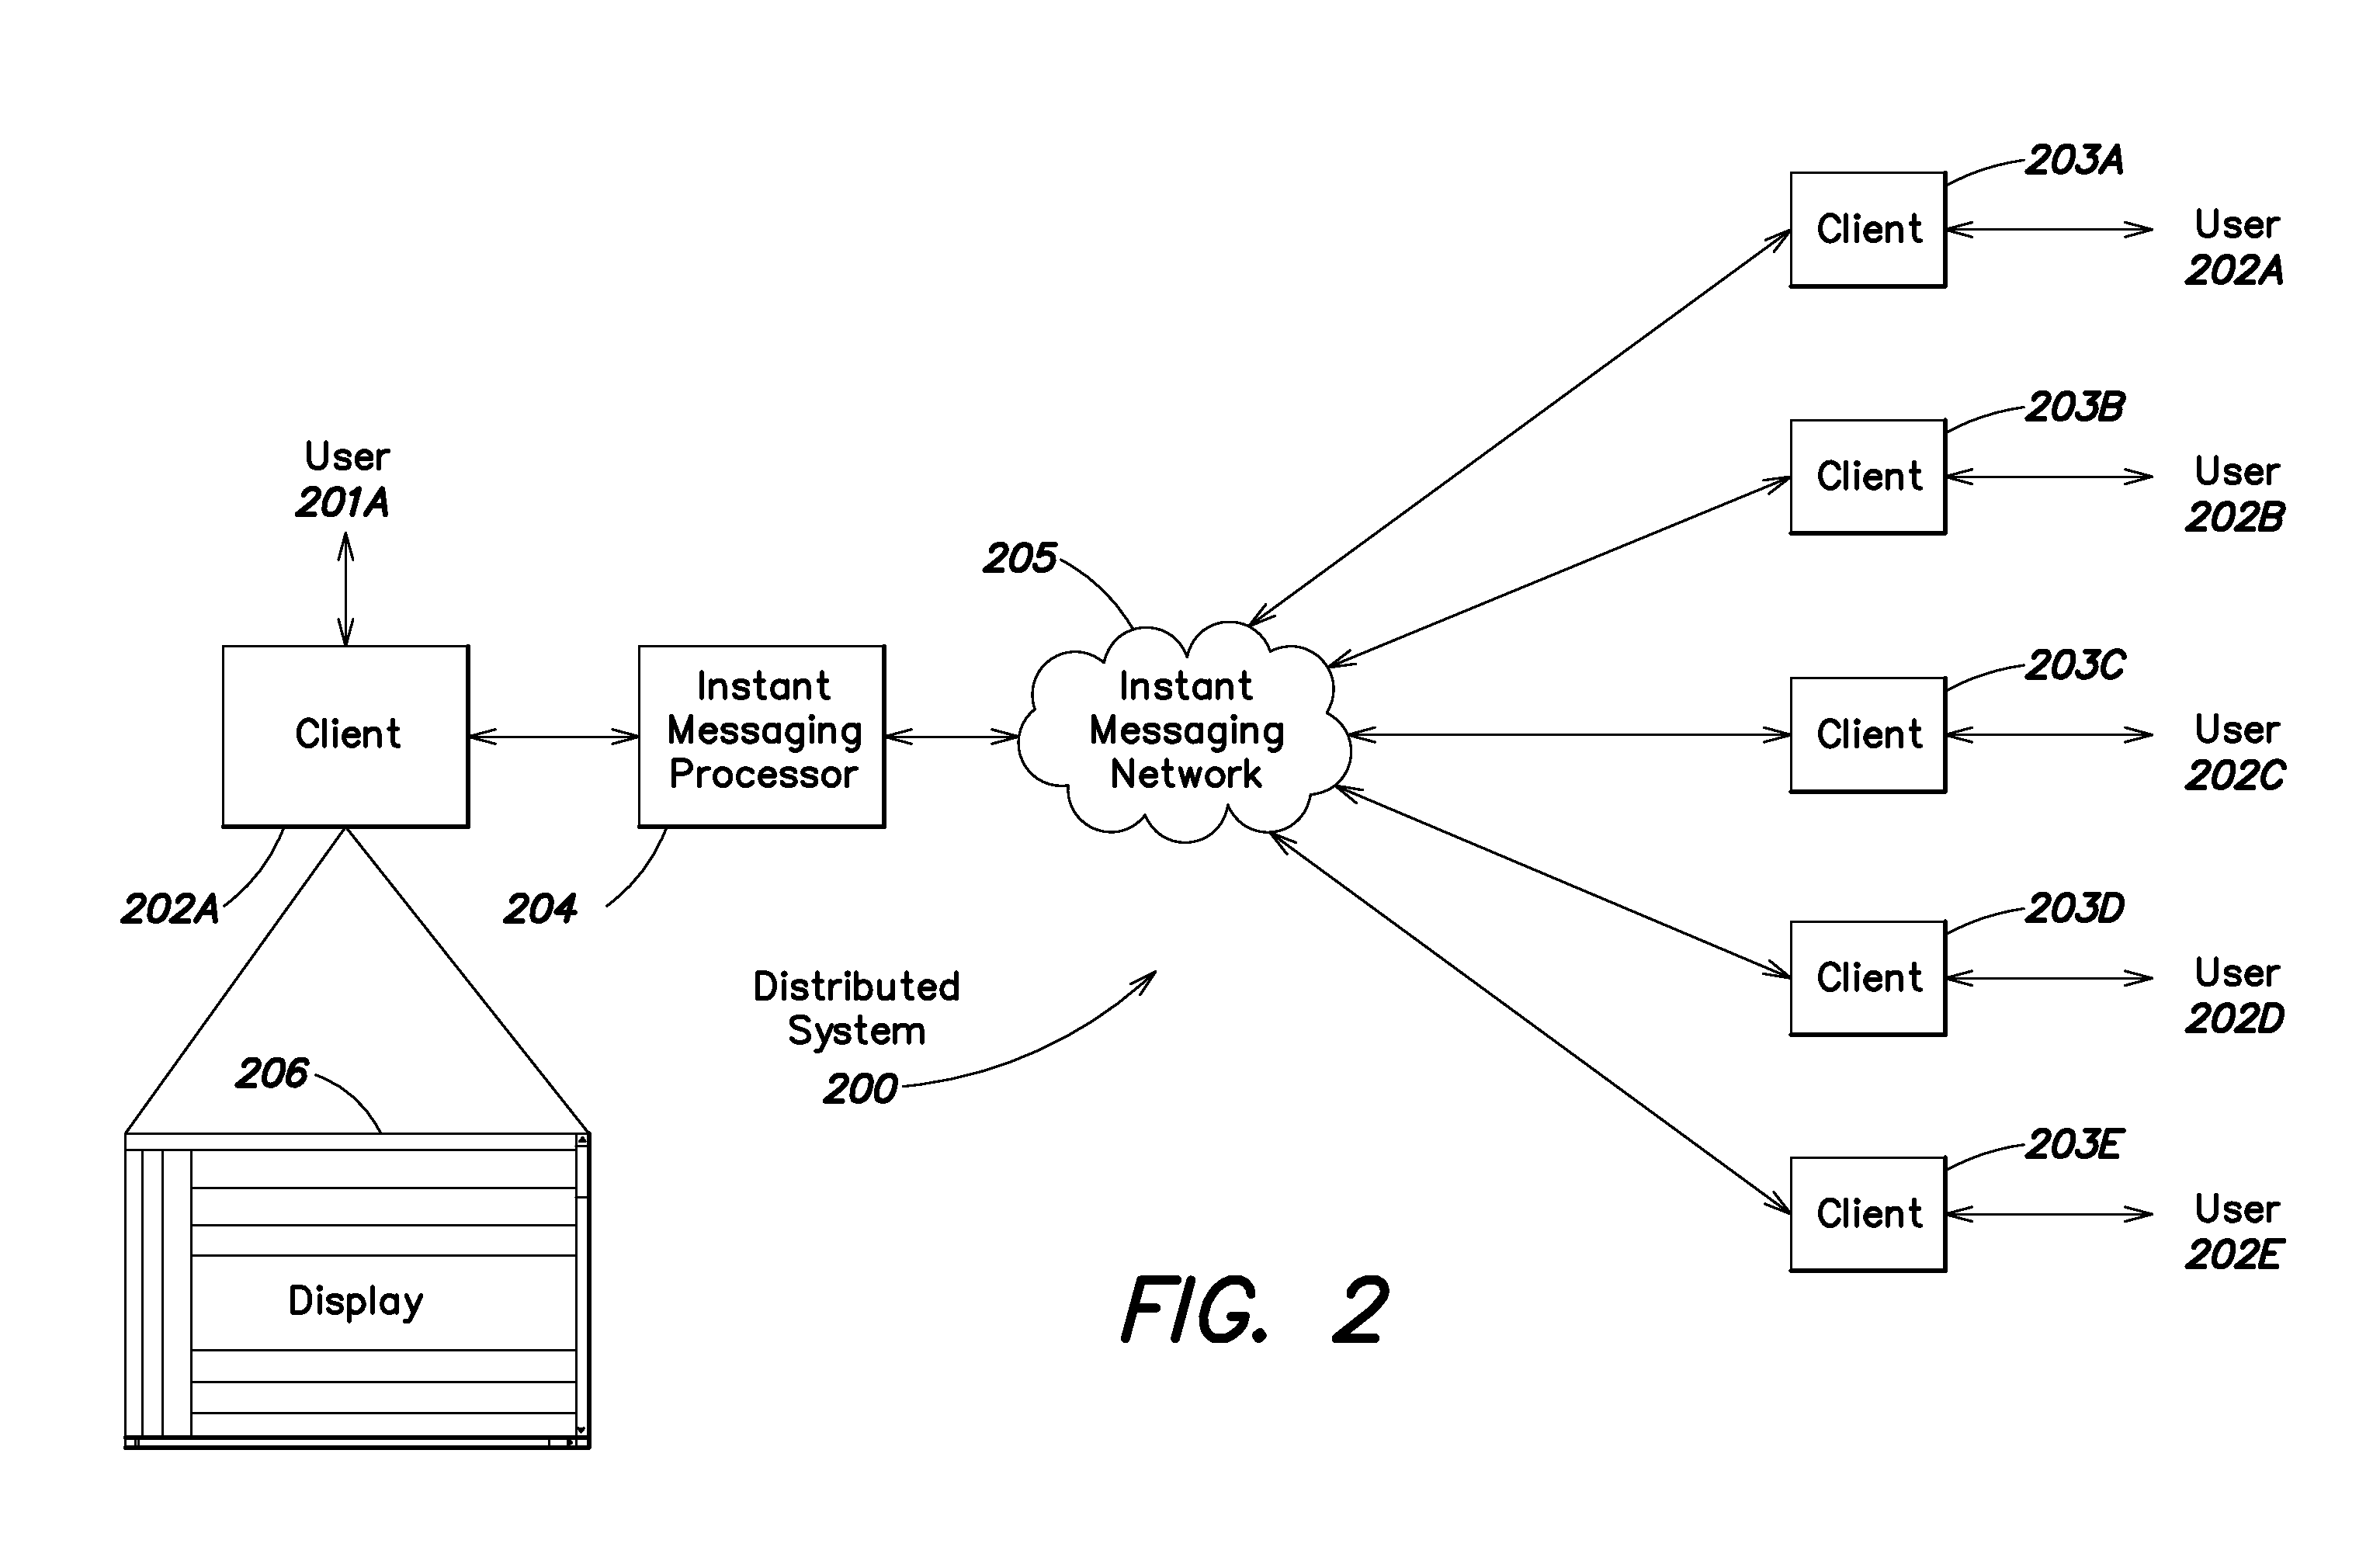 203A
Client
User
202A
203B
Client
User
202B
User
201A
205
203C
Client
Instant
Messaging
Processor
Instant
Messaging
Network
Client
User
202C
202A
204
203D
Client
User
202D
Distributed
System
200
206
203E
Client
User
202E
Display
FIG. 2